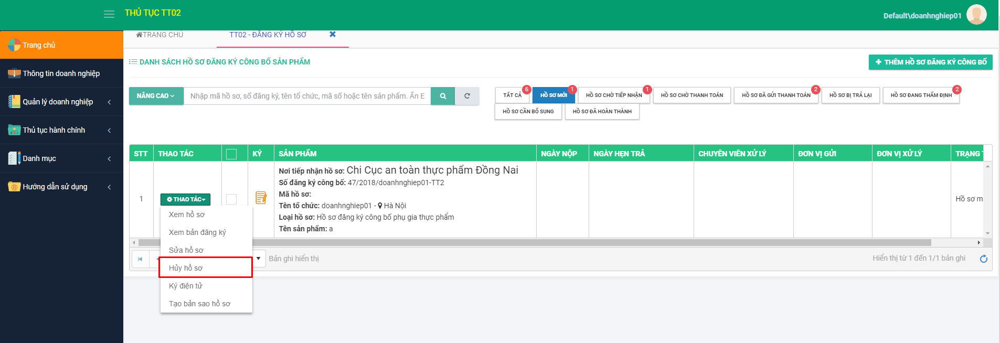 THỦ TỤC TT02
Default\doanhnghiep01
Trang chủ
Thông tin doanh nghiệp
Quản lý doanh nghiệp
Thủ tục hành chính
Danh mục
Hướng dẫn sử dụng
TRANG CHỦ
TT02 - ĐĂNG KÝ HỒ SƠ
DANH SÁCH HỒ SƠ ĐĂNG KÝ CÔNG BỐ SẢN PHẨM
THÊM HỒ SƠ ĐĂNG KÝ CÔNG BỐ
NÂNG CAO
Nhập mã hồ sơ, số đăng ký, tên tổ chức, mã số hoặc tên sản phẩm. Ấn E
TẤT CẢ 6
HỒ SƠ MỚI 1
HỒ SƠ CHỜ TIẾP NHẬN 1
HỒ SƠ CHỜ THANH TOÁN
HỒ SƠ ĐÃ GỬI THANH TOÁN 2
HỒ SƠ BỊ TRẢ LẠI
HỒ SƠ ĐANG THẨM ĐỊNH 2
HỒ SƠ CẦN BỔ SUNG
HỒ SƠ ĐÃ HOÀN THÀNH
STT THAO TÁC KÝ SẢN PHẨM NGÀY NỘP NGÀY HẸN TRẢ CHUYÊN VIÊN XỬ LÝ ĐƠN VỊ GỬI ĐƠN VỊ XỬ LÝ TRẠNG T
1
THAO TÁC
Nơi tiếp nhận hồ sơ: Chi Cục an toàn thực phẩm Đồng Nai
Số đăng ký công bố: 47/2018/doanhnghiep01-TT2
Mã hồ sơ:
Tên tổ chức: doanhnghiep01 - Hà Nội
Loại hồ sơ: Hồ sơ đăng ký công bố phụ gia thực phẩm
Tên sản phẩm: a
Hồ sơ m
Xem hồ sơ
Xem bản đăng ký
Sửa hồ sơ
Hủy hồ sơ
Ký điện tử
Tạo bản sao hồ sơ
Bản ghi hiển thị
Hiển thị từ 1 đến 1/1 bản ghi